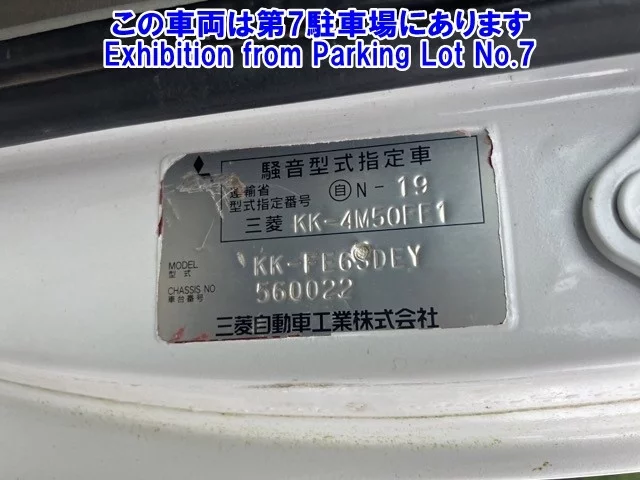 この車両は第7駐車場にあります
Exhibition from Parking Lot No.7
騒音型式指定車
運輸省
型式指定番号 自 N-19
三菱 KK-4M50FF1
MODEL
型式 KK-FE63DEY
CHASSIS NO
車台番号 560022
三菱自動車工業株式会社